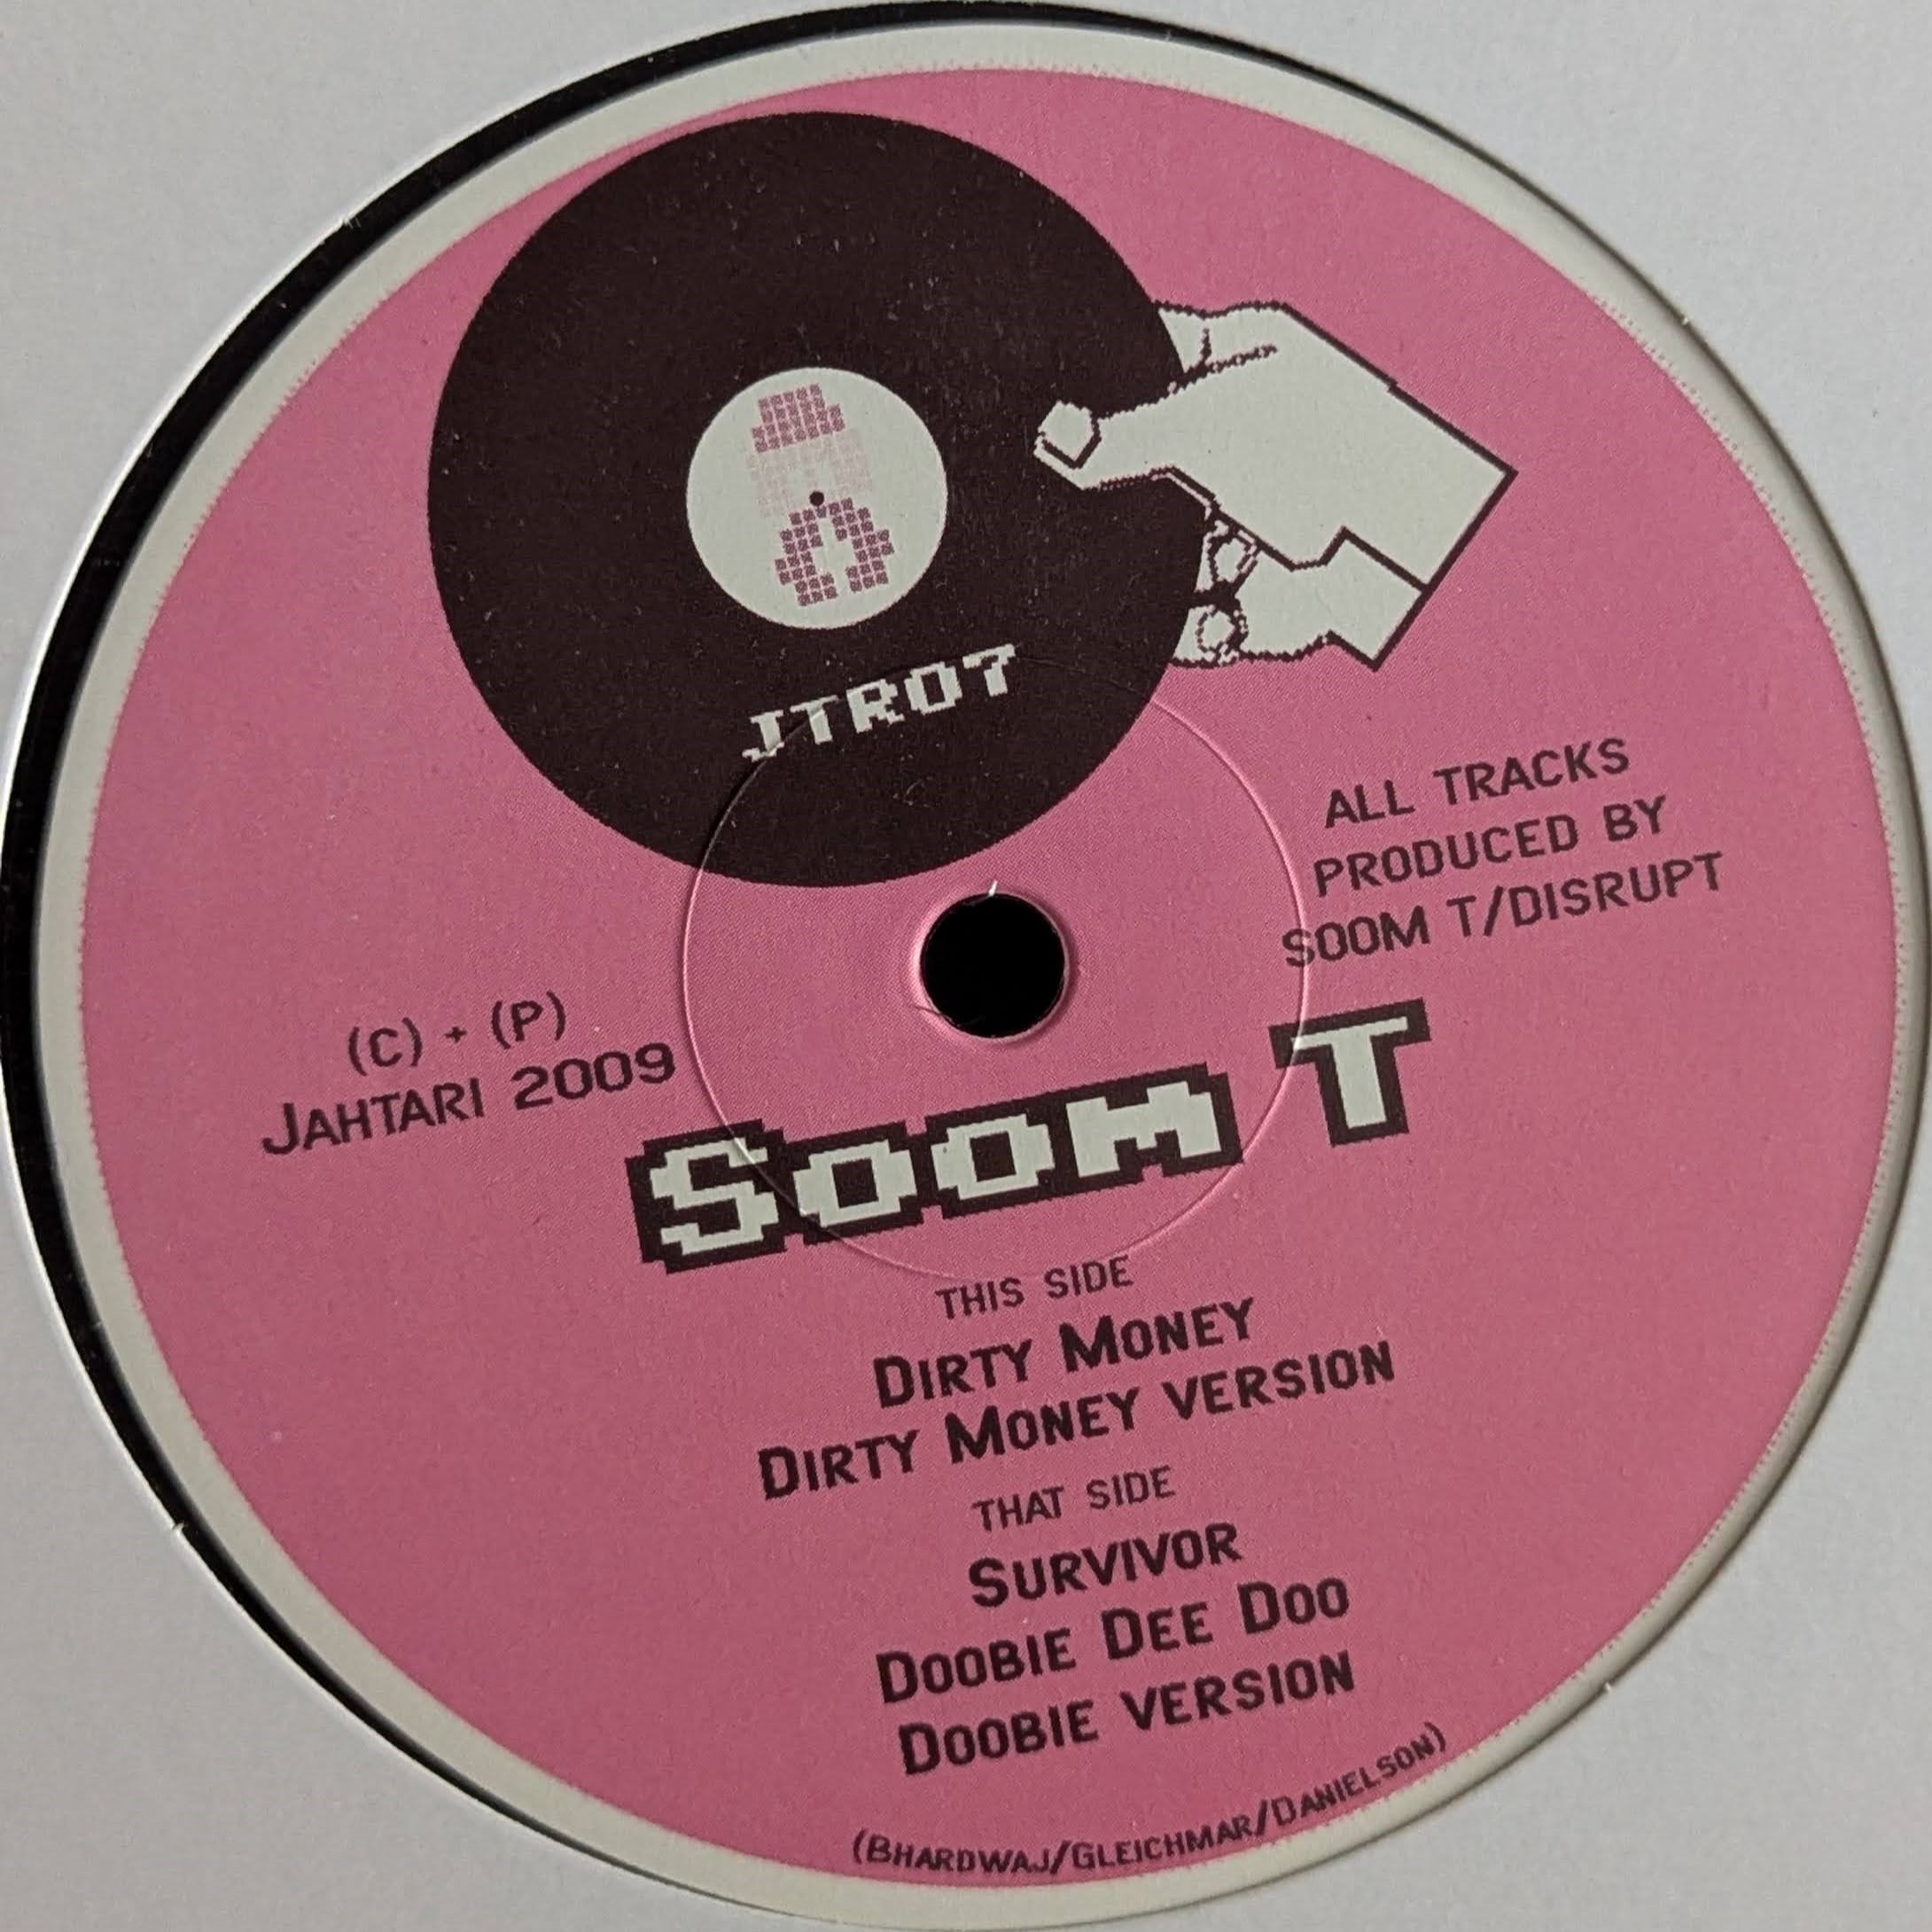 JTR07
ALL TRACKS
PRODUCED BY
SOOM T/DISRUPT
(C) + (P)
JAHTARI 2009
SOOM T
THIS SIDE
DIRTY MONEY
DIRTY MONEY VERSION
THAT SIDE
SURVIVOR
DOOBIE DEE DOO
DOOBIE VERSION
(BHARDWAJ/GLEICHMAR/DANIELSON)